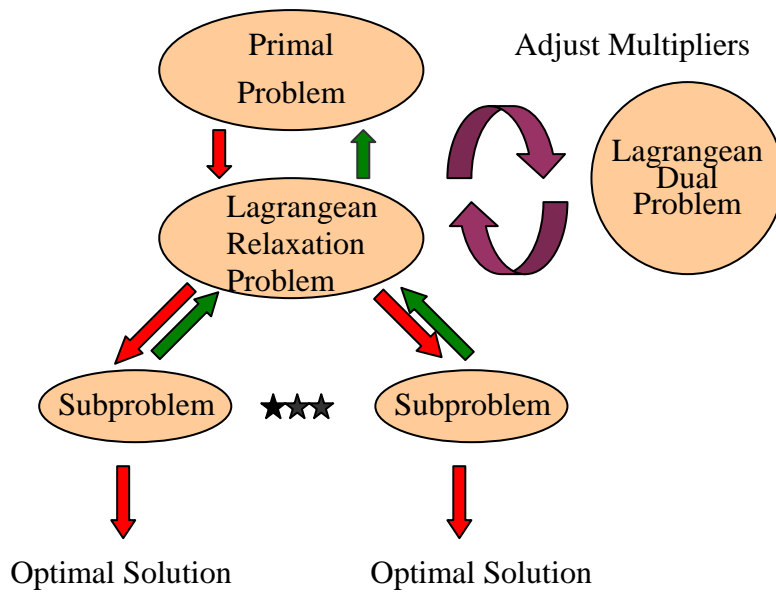 Primal
Problem
Adjust Multipliers
Lagrangean
Dual
Problem
Lagrangean
Relaxation
Problem
Subproblem
Subproblem
Optimal Solution
Optimal Solution